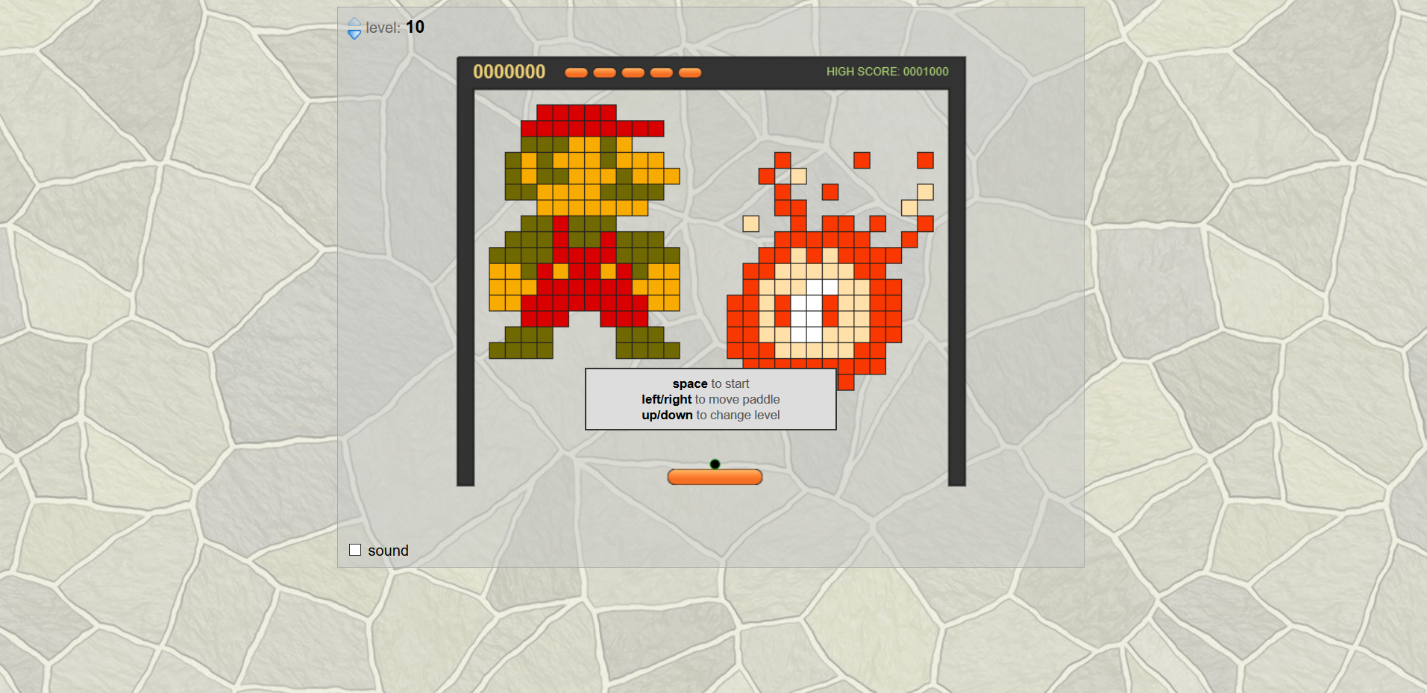 level: 10
0000000 HIGH SCORE: 0001000
space to start
left/right to move paddle
up/down to change level
sound